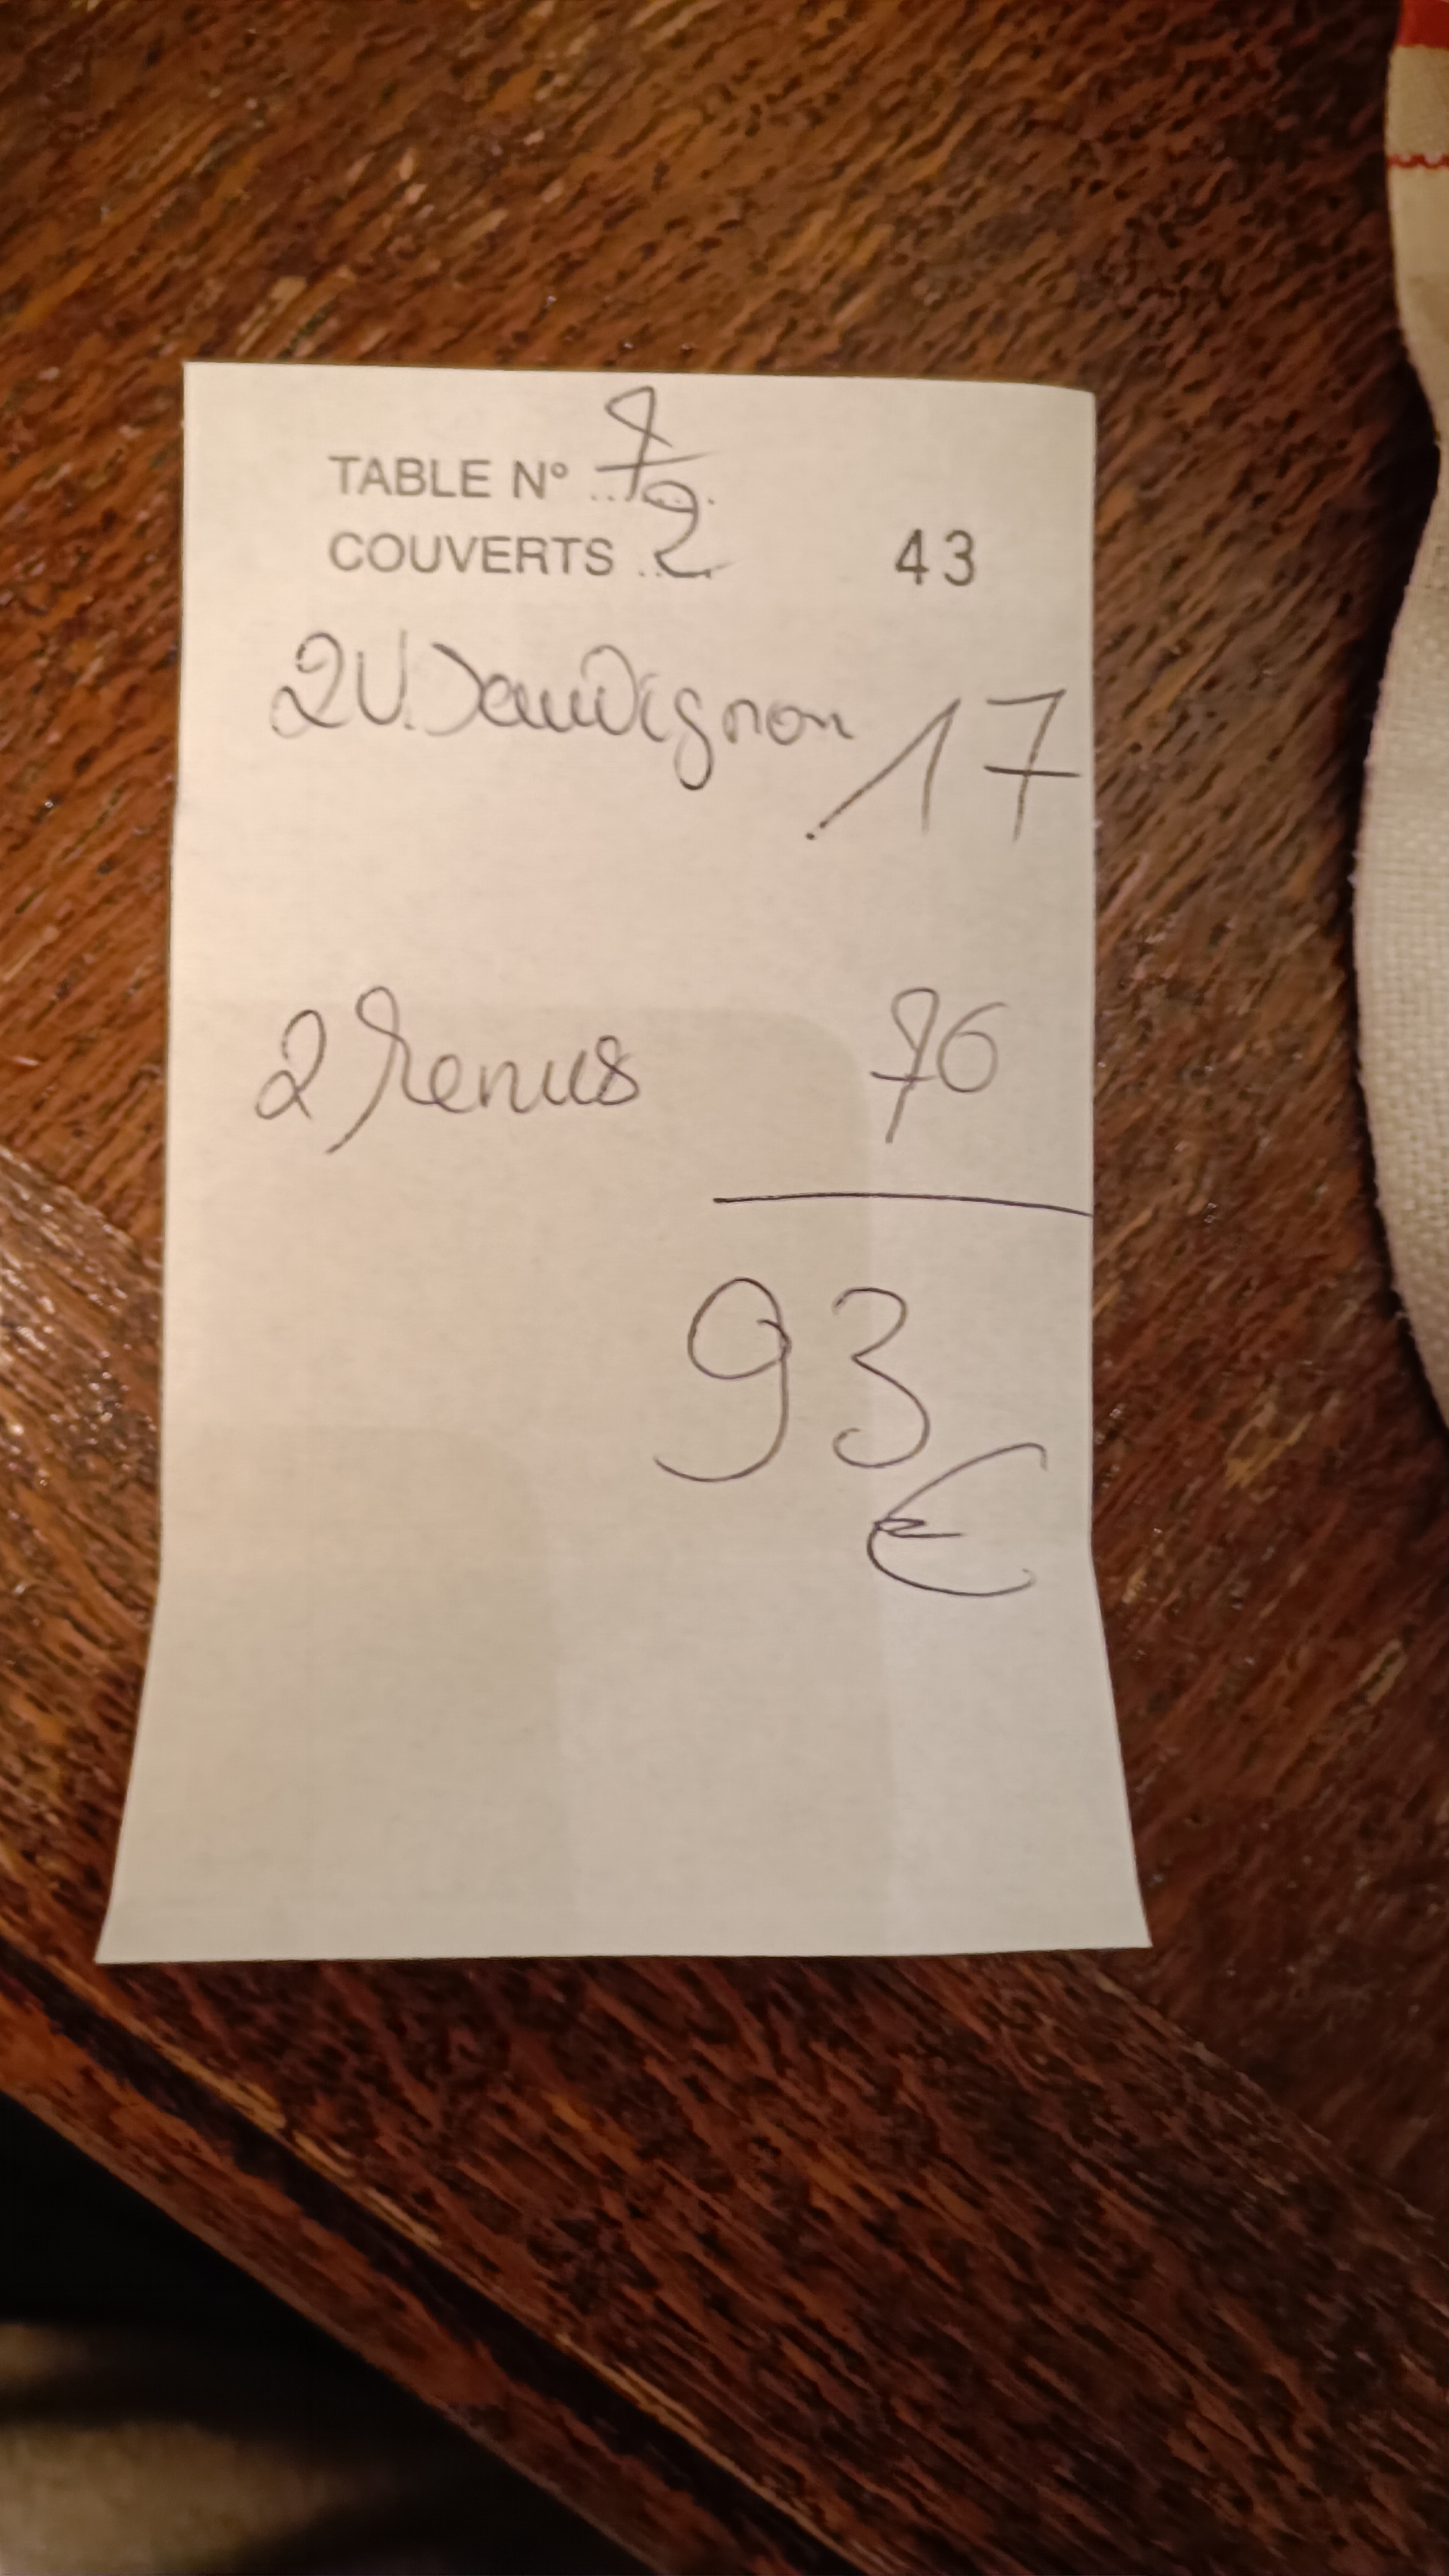 TABLE N° 7
COUVERTS 2 43
2 V. Sauvignon 17
2 Menus 76
93
€